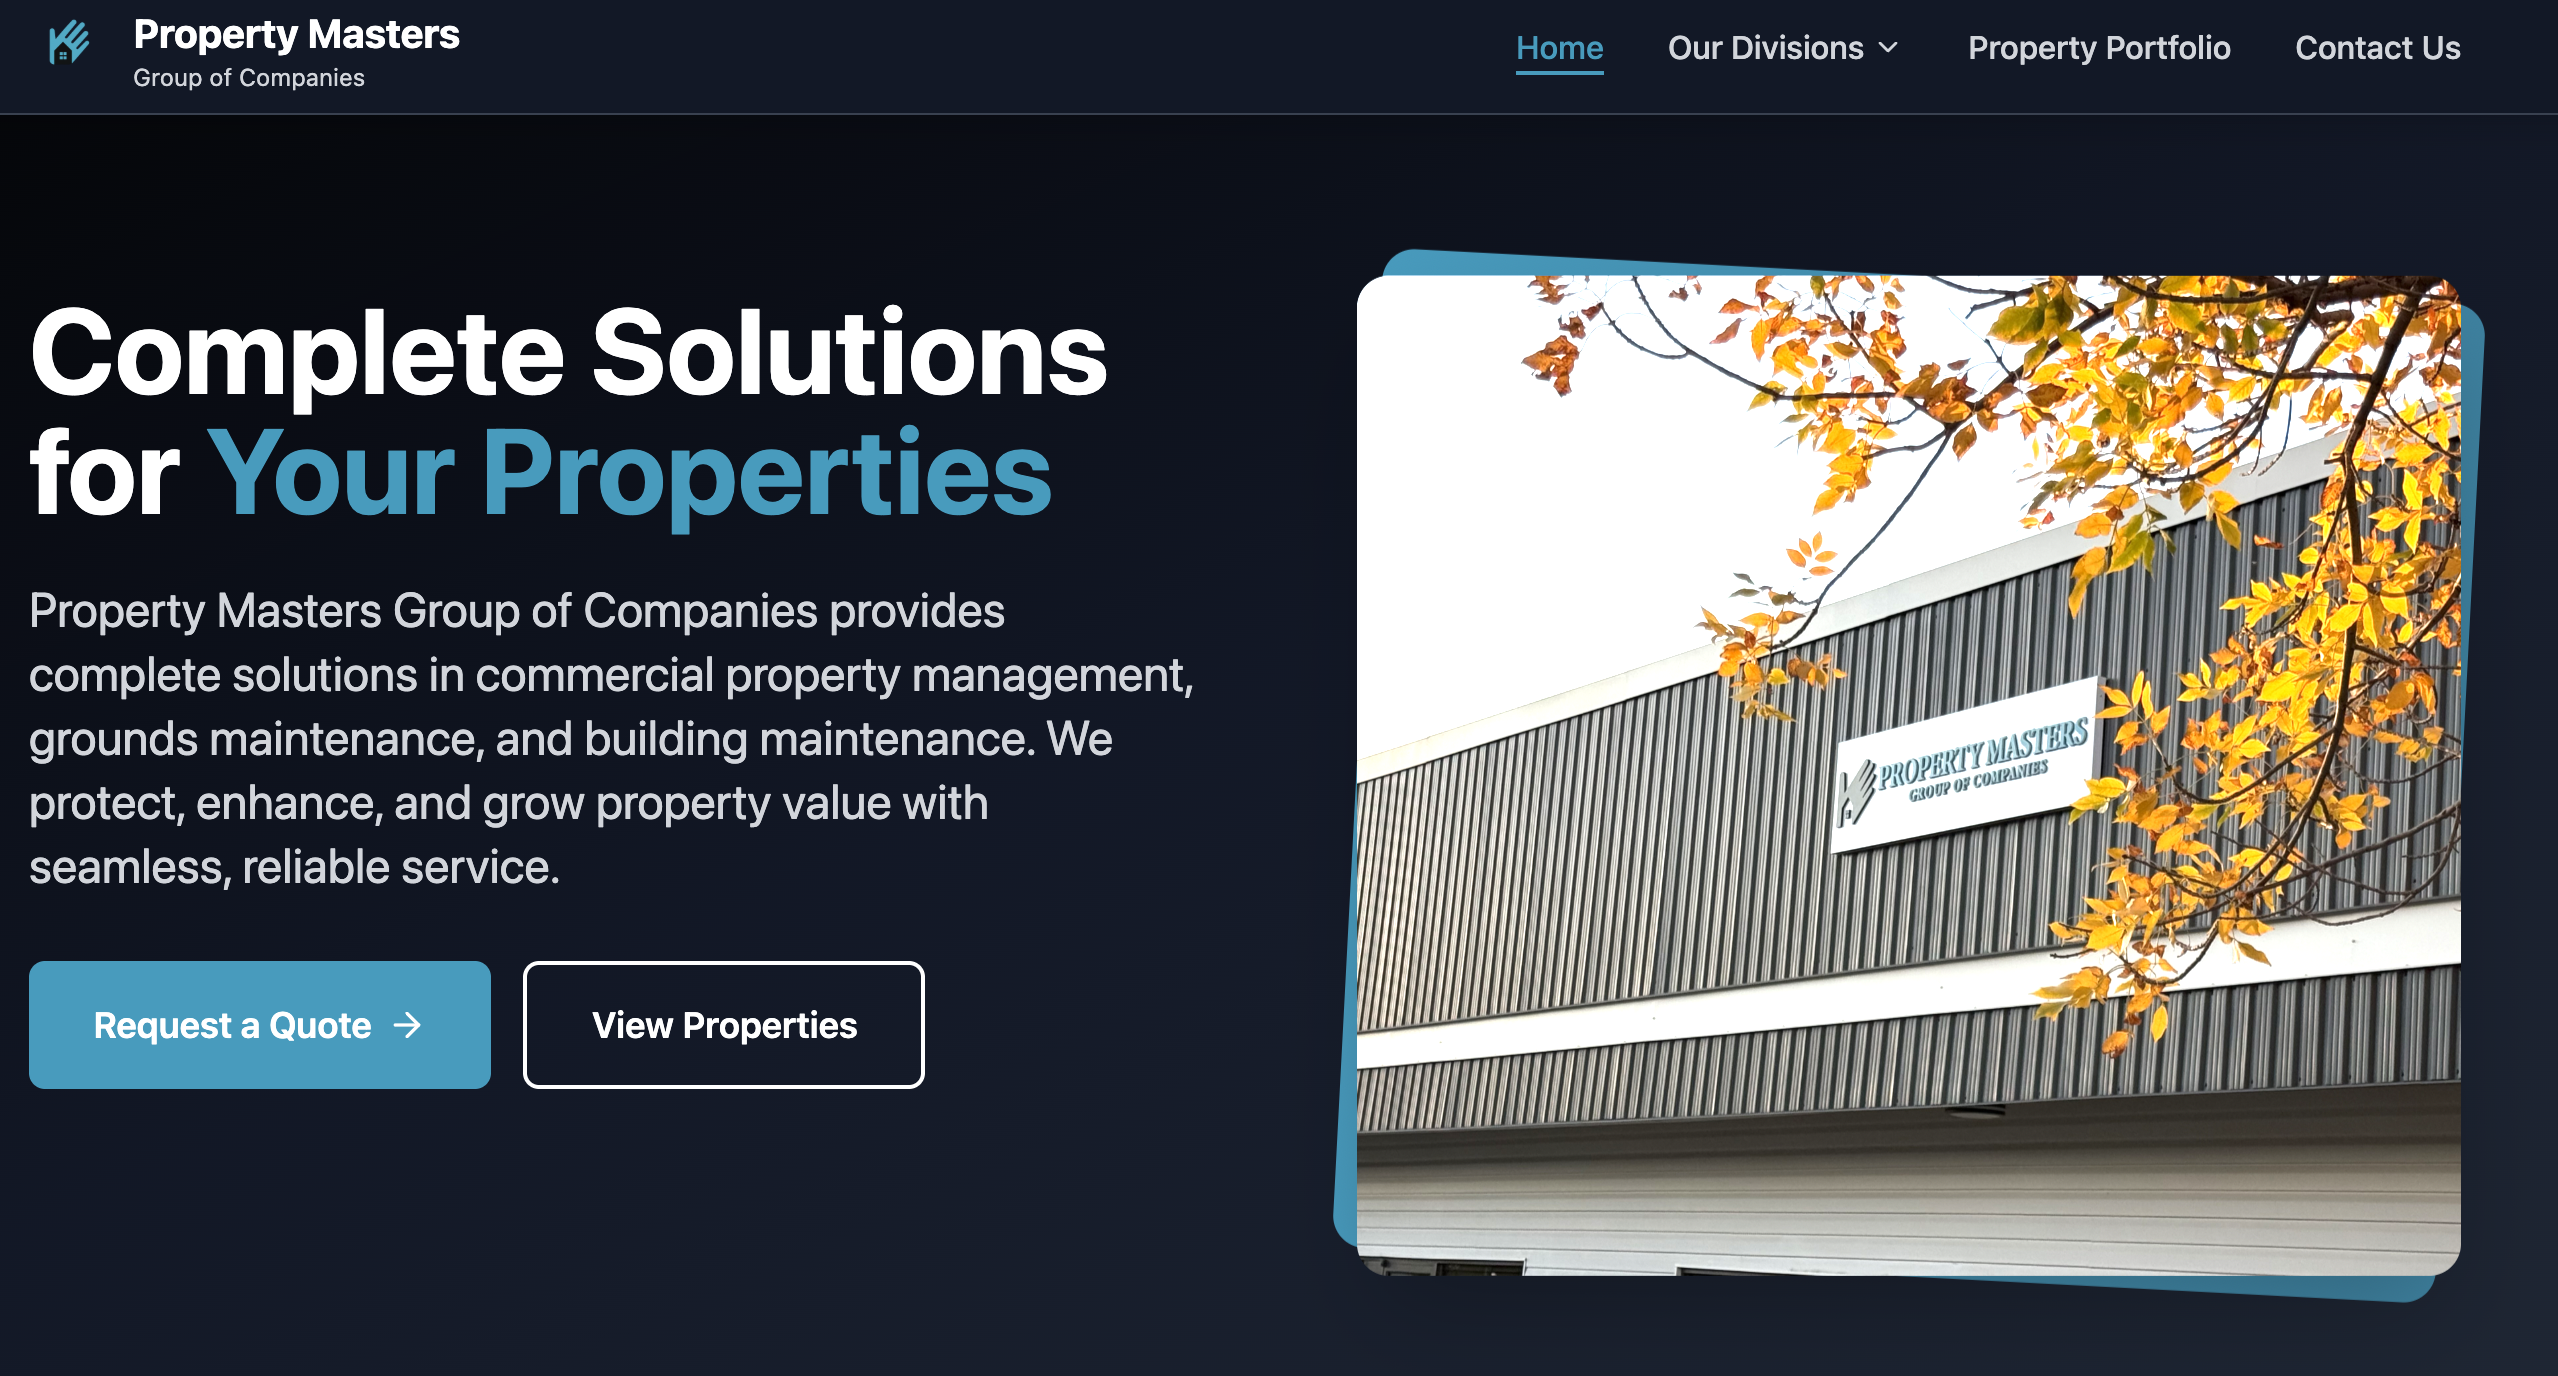 Property Masters
Group of Companies
Home
Our Divisions
Property Portfolio
Contact Us
Complete Solutions
for Your Properties
Property Masters Group of Companies provides
complete solutions in commercial property management,
grounds maintenance, and building maintenance. We
protect, enhance, and grow property value with
seamless, reliable service.
Request a Quote →
View Properties
PROPERTY MASTERS
GROUP OF COMPANIES